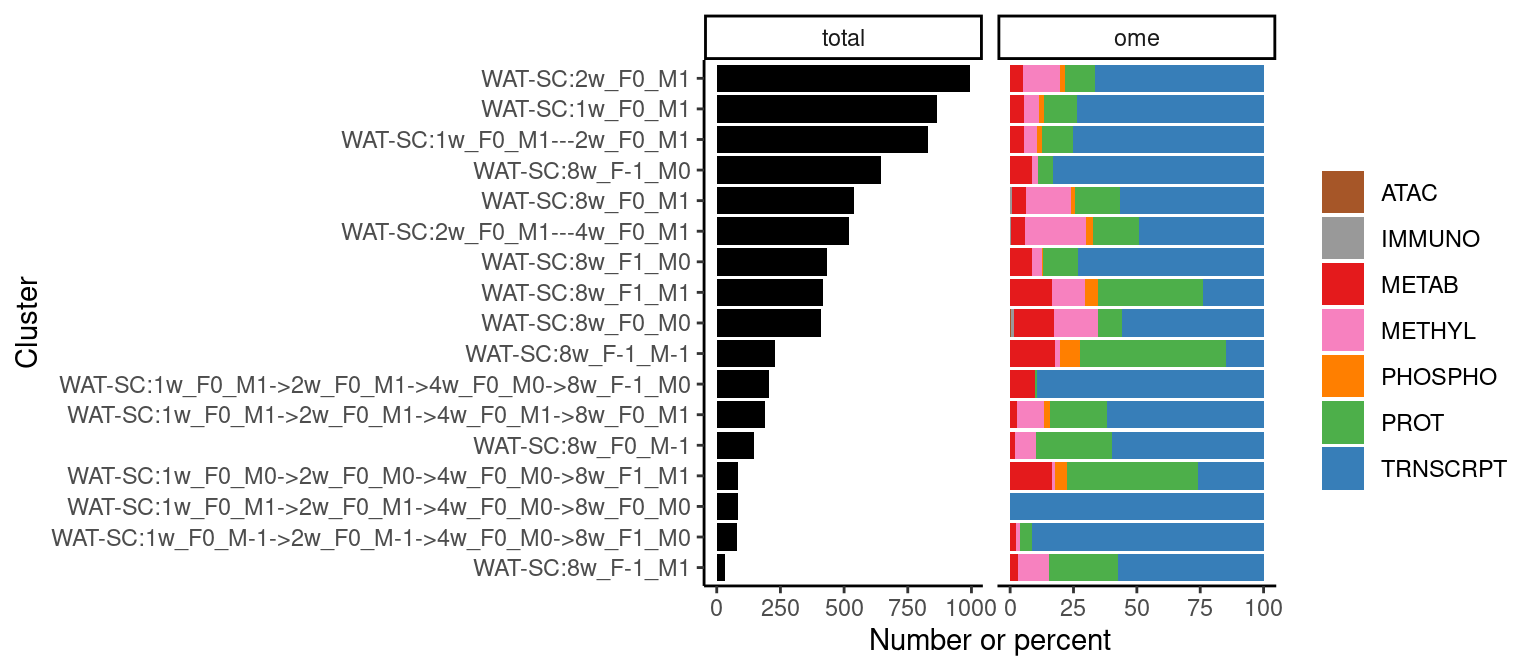 total
ome
WAT-SC:2w_F0_M1
WAT-SC:1w_F0_M1
WAT-SC:1w_F0_M1---2w_F0_M1
WAT-SC:8w_F-1_M0
WAT-SC:8w_F0_M1
WAT-SC:2w_F0_M1---4w_F0_M1
WAT-SC:8w_F1_M0
WAT-SC:8w_F1_M1
WAT-SC:8w_F0_M0
WAT-SC:8w_F-1_M-1
WAT-SC:1w_F0_M1->2w_F0_M1->4w_F0_M0->8w_F-1_M0
WAT-SC:1w_F0_M1->2w_F0_M1->4w_F0_M1->8w_F0_M1
WAT-SC:8w_F0_M-1
WAT-SC:1w_F0_M0->2w_F0_M0->4w_F0_M0->8w_F1_M1
WAT-SC:1w_F0_M1->2w_F0_M1->4w_F0_M0->8w_F0_M0
WAT-SC:1w_F0_M-1->2w_F0_M-1->4w_F0_M0->8w_F1_M0
WAT-SC:8w_F-1_M1
Cluster
0 250 500 750 1000
0 25 50 75 100
Number or percent
ATAC
IMMUNO
METAB
METHYL
PHOSPHO
PROT
TRNSCRPT